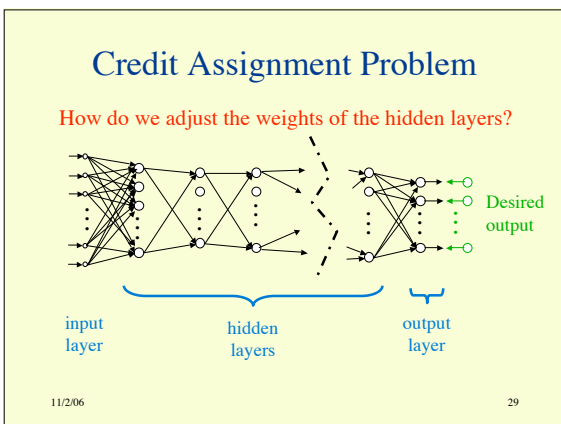 Credit Assignment Problem
How do we adjust the weights of the hidden layers?
Desired
output
input
layer
hidden
layers
output
layer
11/2/06
29